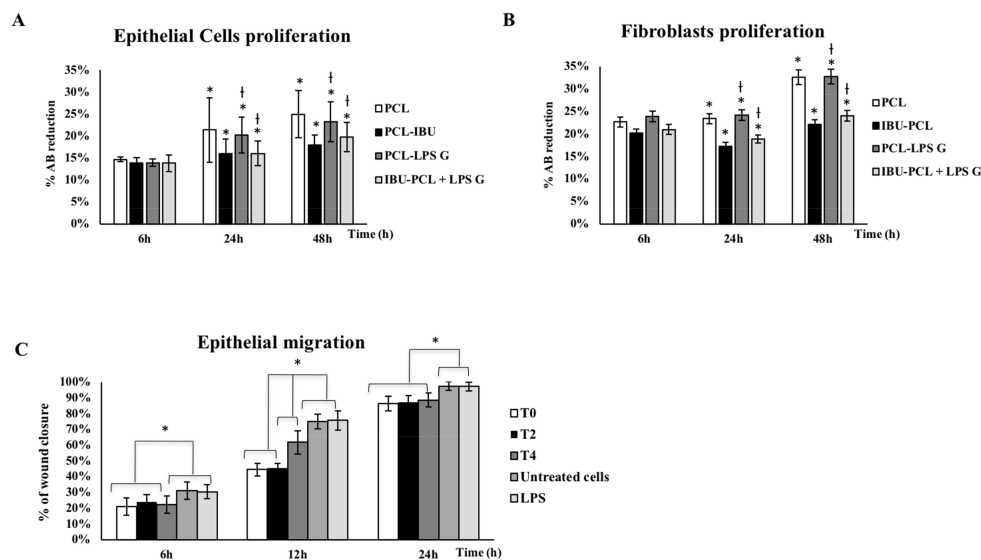 A
Epithelial Cells proliferation
% AB reduction
35%
30%
25%
20%
15%
10%
5%
0%
* * ƚ * ƚ *
* * ƚ * ƚ *
6h 24h 48h Time (h)
PCL
PCL-IBU
PCL-LPS G
IBU-PCL + LPS G
B
Fibroblasts proliferation
% AB reduction
35%
30%
25%
20%
15%
10%
5%
0%
* * ƚ * ƚ *
* * ƚ * ƚ *
6h 24h 48h Time (h)
PCL
IBU-PCL
PCL-LPS G
IBU-PCL + LPS G
C
Epithelial migration
% of wound closure
100%
90%
80%
70%
60%
50%
40%
30%
20%
10%
0%
* * *
6h 12h 24h Time (h)
T0
T2
T4
Untreated cells
LPS